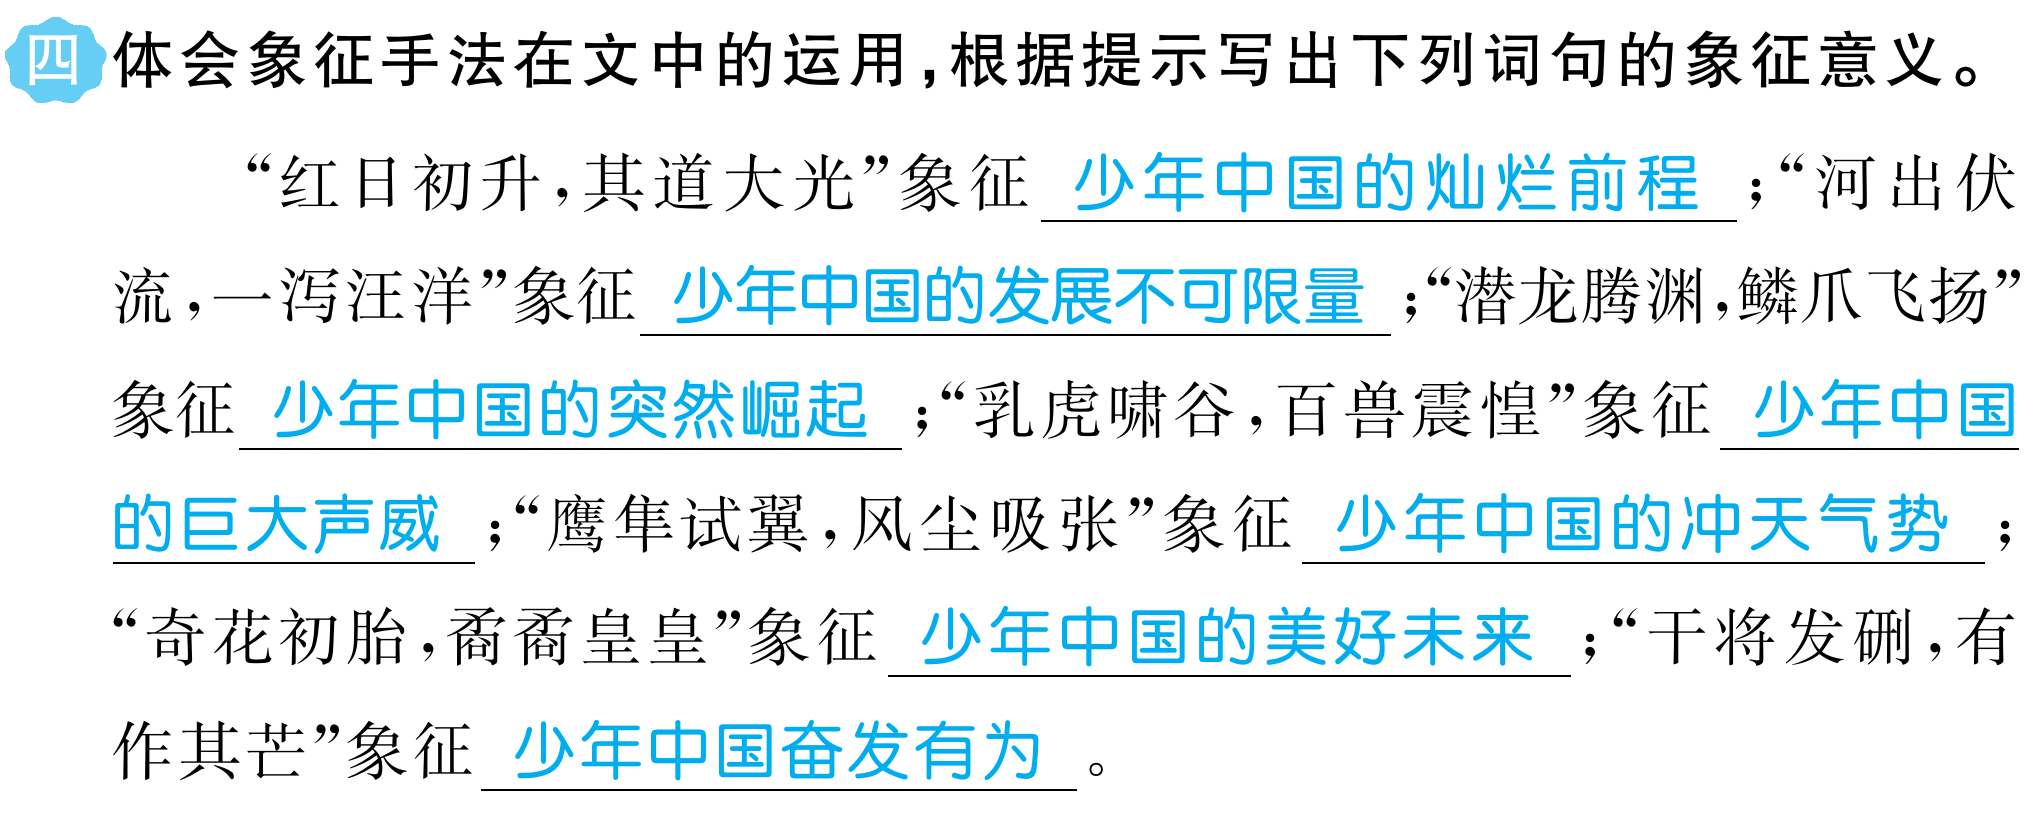 四 体会象征手法在文中的运用,根据提示写出下列词句的象征意义。
“红日初升,其道大光”象征 少年中国的灿烂前程 ;“河出伏
流,一泻汪洋”象征 少年中国的发展不可限量 ;“潜龙腾渊,鳞爪飞扬”
象征 少年中国的突然崛起 ;“乳虎啸谷,百兽震惶”象征 少年中国
的巨大声威 ;“鹰隼试翼,风尘吸张”象征 少年中国的冲天气势 ;
“奇花初胎,矞矞皇皇”象征 少年中国的美好未来 ;“干将发硎,有
作其芒”象征 少年中国奋发有为 。